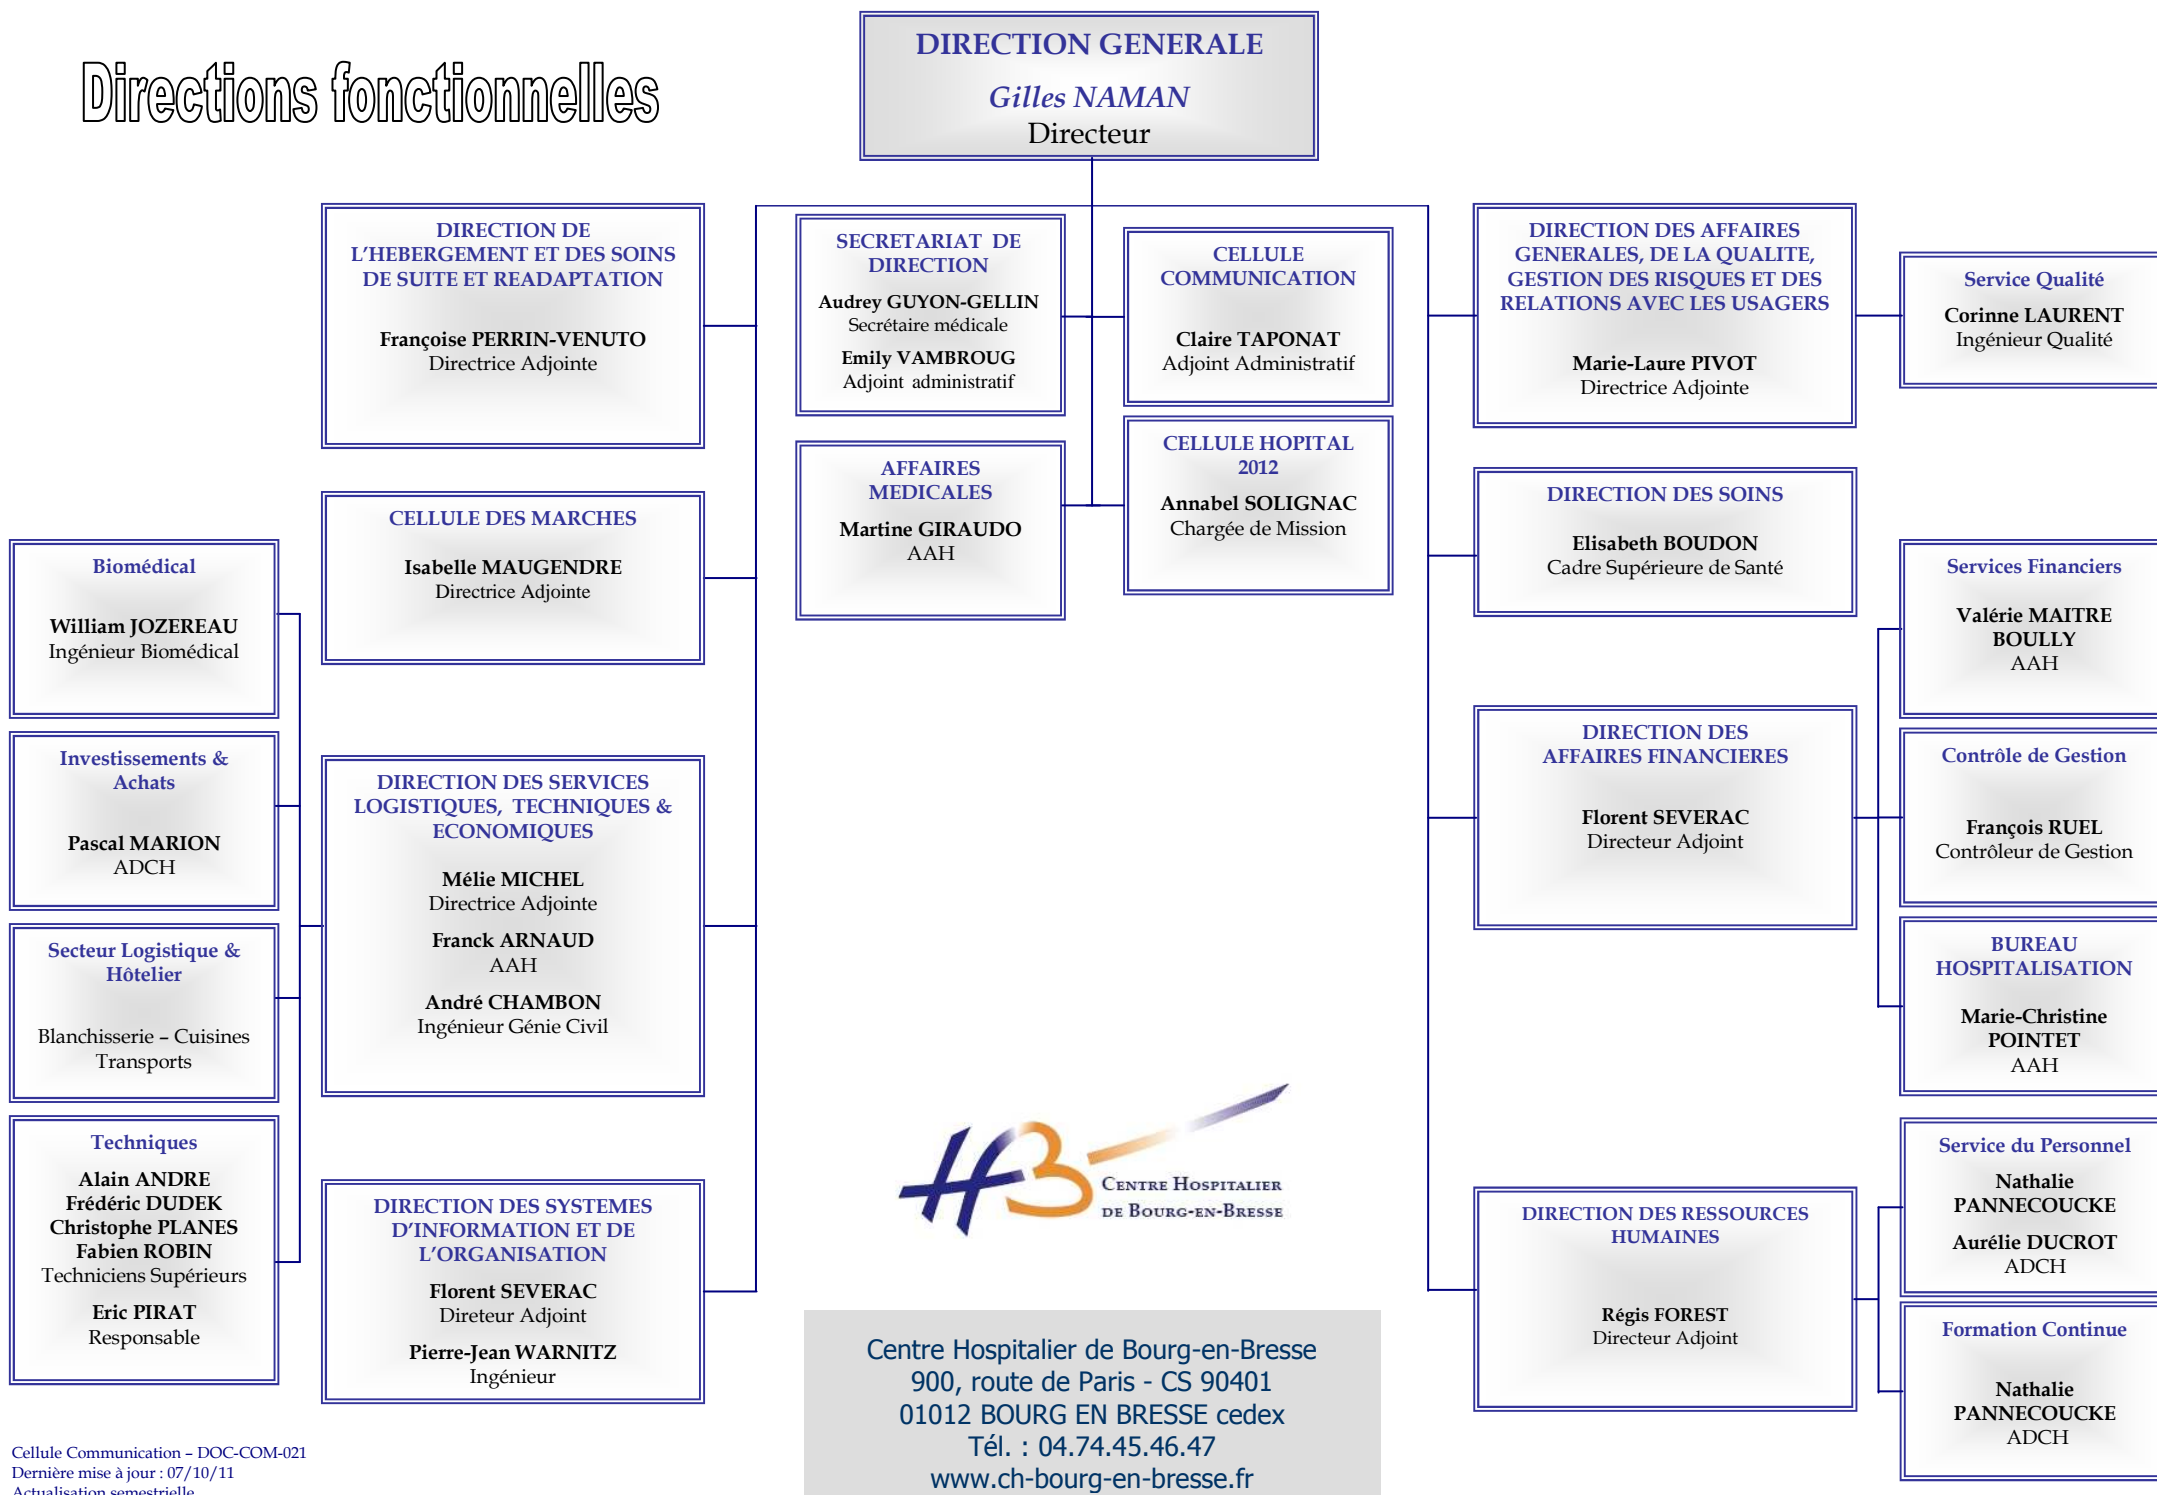 Directions fonctionnelles
DIRECTION GENERALE
Gilles NAMAN
Directeur
DIRECTION DE
L'HEBERGEMENT ET DES SOINS
DE SUITE ET READAPTATION
Françoise PERRIN-VENUTO
Directrice Adjointe
SECRETARIAT DE
DIRECTION
Audrey GUYON-GELLIN
Secrétaire médicale
Emily VAMBROUG
Adjoint administratif
CELLULE
COMMUNICATION
Claire TAPONAT
Adjoint Administratif
DIRECTION DES AFFAIRES
GENERALES, DE LA QUALITE,
GESTION DES RISQUES ET DES
RELATIONS AVEC LES USAGERS
Marie-Laure PIVOT
Directrice Adjointe
Service Qualité
Corinne LAURENT
Ingénieur Qualité
AFFAIRES
MEDICALES
Martine GIRAUDO
AAH
CELLULE HOPITAL
2012
Annabel SOLIGNAC
Chargée de Mission
CELLULE DES MARCHES
Isabelle MAUGENDRE
Directrice Adjointe
DIRECTION DES SOINS
Elisabeth BOUDON
Cadre Supérieure de Santé
Biomédical
William JOZEREAU
Ingénieur Biomédical
Investissements &
Achats
Pascal MARION
ADCH
Secteur Logistique &
Hôtelier
Blanchisserie – Cuisines
Transports
Techniques
Alain ANDRE
Frédéric DUDEK
Christophe PLANES
Fabien ROBIN
Techniciens Supérieurs
Eric PIRAT
Responsable
DIRECTION DES SERVICES
LOGISTIQUES, TECHNIQUES &
ECONOMIQUES
Mélie MICHEL
Directrice Adjointe
Franck ARNAUD
AAH
André CHAMBON
Ingénieur Génie Civil
DIRECTION DES SYSTEMES
D'INFORMATION ET DE
L'ORGANISATION
Florent SEVERAC
Direteur Adjoint
Pierre-Jean WARNITZ
Ingénieur
DIRECTION DES
AFFAIRES FINANCIERES
Florent SEVERAC
Directeur Adjoint
Services Financiers
Valérie MAITRE
BOULLY
AAH
Contrôle de Gestion
François RUEL
Contrôleur de Gestion
BUREAU
HOSPITALISATION
Marie-Christine
POINTET
AAH
DIRECTION DES RESSOURCES
HUMAINES
Régis FOREST
Directeur Adjoint
Service du Personnel
Nathalie
PANNECOUCKE
Aurélie DUCROT
ADCH
Formation Continue
Nathalie
PANNECOUCKE
ADCH
HB
CENTRE HOSPITALIER
DE BOURG-EN-BRESSE
Centre Hospitalier de Bourg-en-Bresse
900, route de Paris - CS 90401
01012 BOURG EN BRESSE cedex
Tél. : 04.74.45.46.47
www.ch-bourg-en-bresse.fr
Cellule Communication – DOC-COM-021
Dernière mise à jour : 07/10/11
Actualisation semestrielle